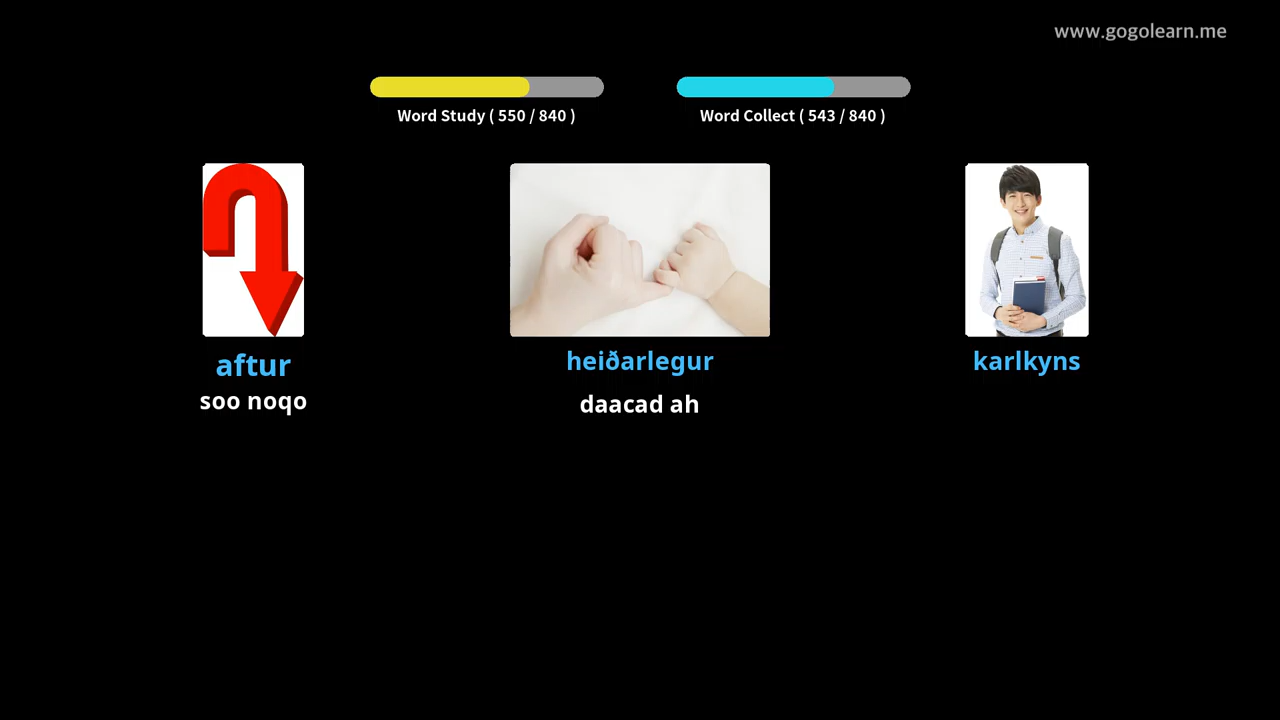 www.gogolearn.me
Word Study ( 550 / 840 )
Word Collect ( 543 / 840 )
aftur
soo noqo
heiðarlegur
daacad ah
karlkyns